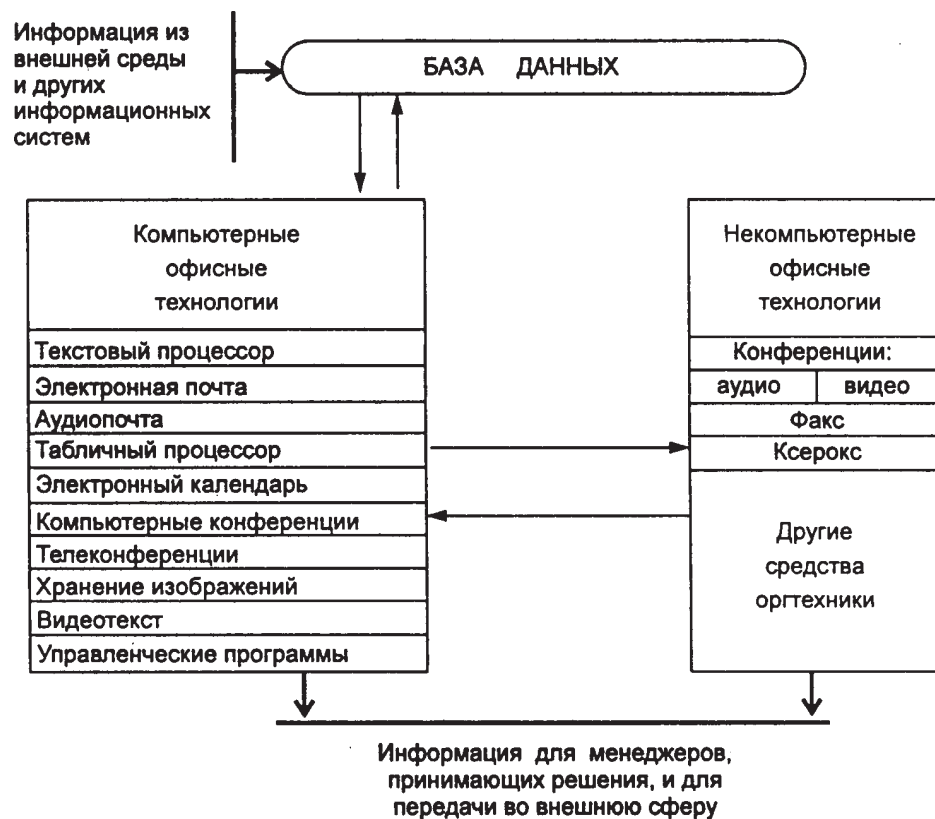 Информация из
внешней среды
и других
информационных
систем
БАЗА ДАННЫХ
Компьютерные
офисные
технологии
Текстовый процессор
Электронная почта
Аудиопочта
Табличный процессор
Электронный календарь
Компьютерные конференции
Телеконференции
Хранение изображений
Видеотекст
Управленческие программы
Некомпьютерные
офисные
технологии
Конференции:
аудио видео
Факс
Ксерокс
Другие
средства
оргтехники
Информация для менеджеров,
принимающих решения, и для
передачи во внешнюю сферу